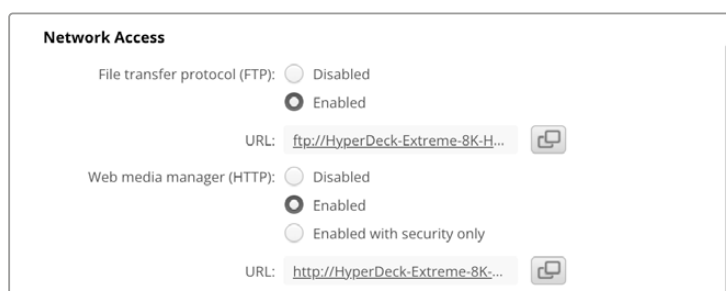 Network Access
File transfer protocol (FTP): Disabled
Enabled
URL: ftp://HyperDeck-Extreme-8K-H...
Web media manager (HTTP): Disabled
Enabled
Enabled with security only
URL: http://HyperDeck-Extreme-8K-...